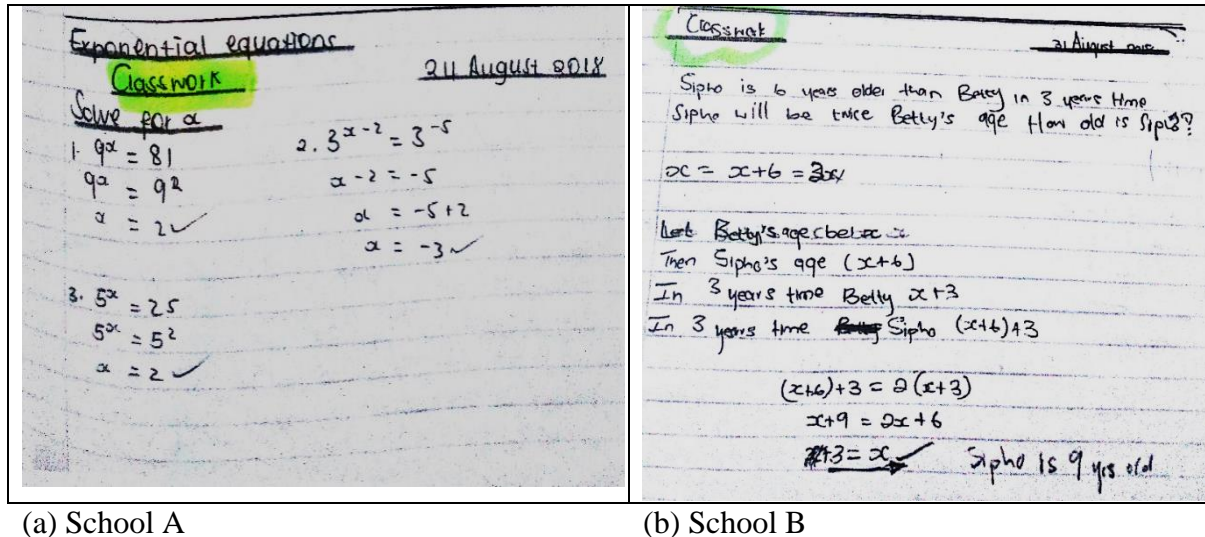 Exponential equations
Classwork
24 August 2018
Solve for x
1. 9^x = 81
9^x = 9^2
x = 2 ✓
2. 3^(x-2) = 3^-5
x - 2 = -5
x = -5+2
x = -3 ✓
3. 5^x = 25
5^x = 5^2
x = 2 ✓
(a) School A
Classwork
31 August 2018
Sipho is 6 years older than Betty in 3 years time
Sipho will be twice Betty's age How old is Sipho?
x = x+6 =
Let Betty's age be x
Then Sipho's age (x+6)
In 3 years time Betty x+3
In 3 years time Sipho (x+6)+3
(x+6)+3 = 2(x+3)
x+9 = 2x+6
3 = x ✓
Sipho is 9 yrs old
(b) School B